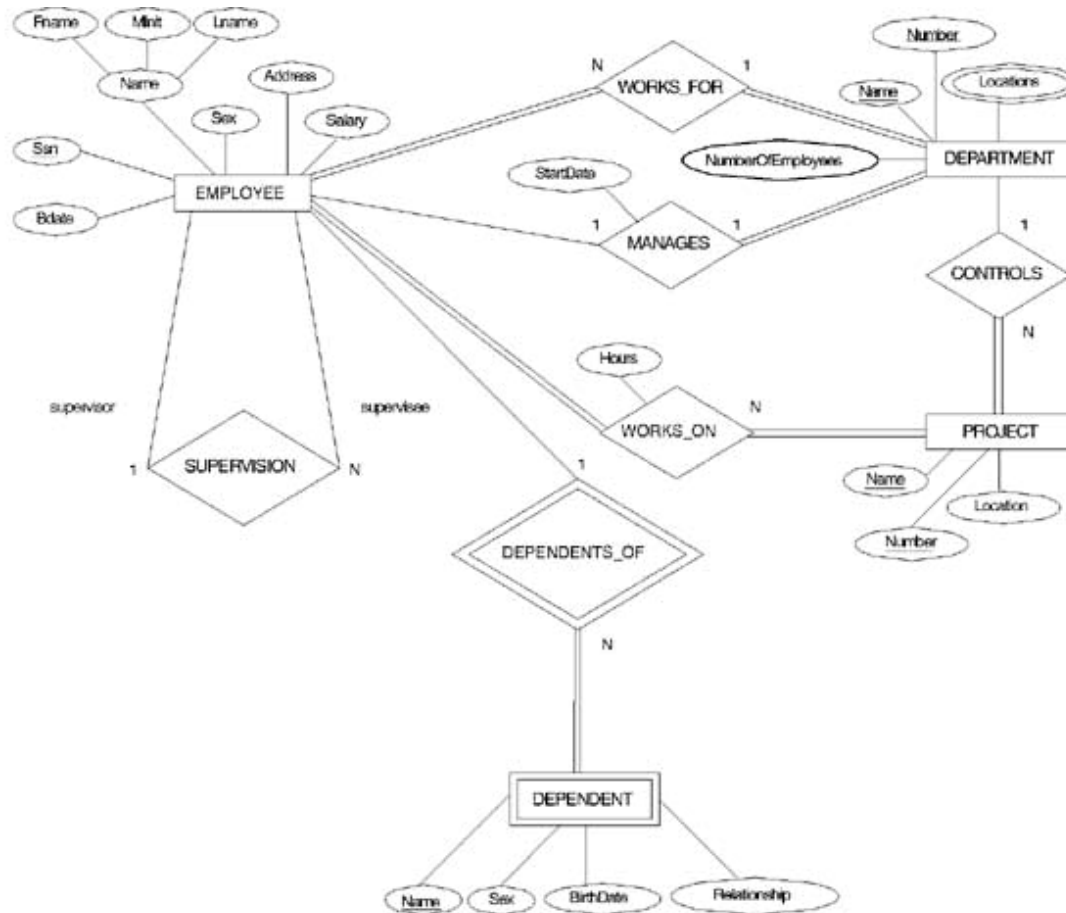 Fname
Minit
Lname
Number
Name
Address
N
1
WORKS_FOR
Locations
Name
Sex
Salary
Ssn
NumberOfEmployees
DEPARTMENT
StartDate
EMPLOYEE
Bdate
1
1
MANAGES
1
CONTROLS
N
Hours
supervisor
supervisee
N
WORKS_ON
PROJECT
1
SUPERVISION
N
1
Name
Location
Number
DEPENDENTS_OF
N
DEPENDENT
Name
Sex
BirthDate
Relationship